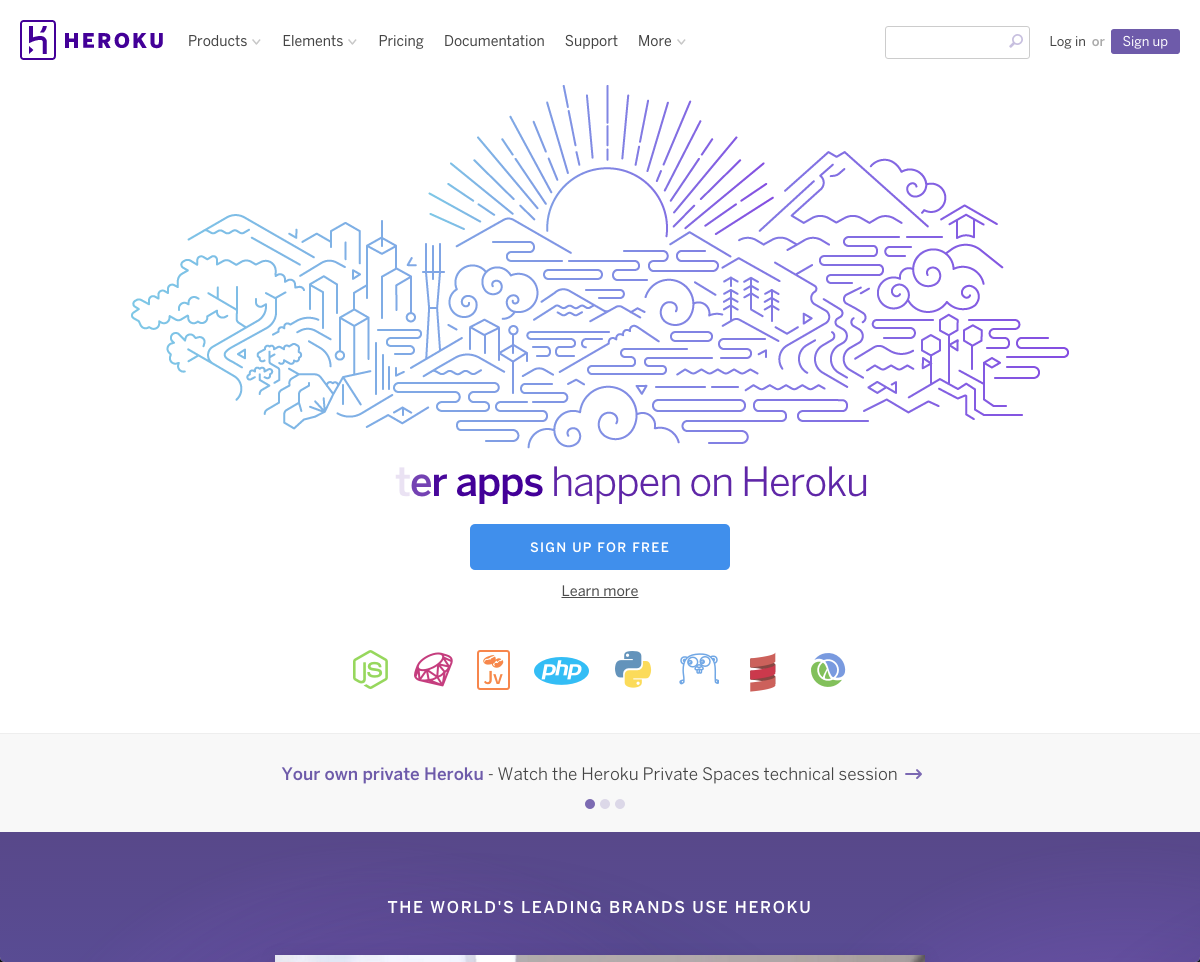 HEROKU Products Elements Pricing Documentation Support More Log in or Sign up
ter apps happen on Heroku
SIGN UP FOR FREE
Learn more
JS Jv php
Your own private Heroku - Watch the Heroku Private Spaces technical session →
THE WORLD'S LEADING BRANDS USE HEROKU